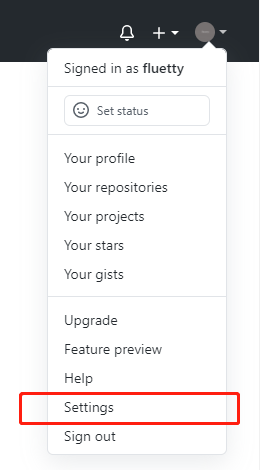 Signed in as fluetty
Set status
Your profile
Your repositories
Your projects
Your stars
Your gists
Upgrade
Feature preview
Help
Settings
Sign out